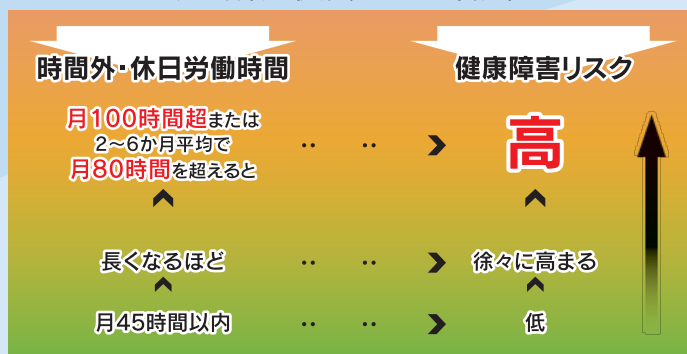 時間外・休日労働時間
健康障害リスク
月100時間超または
2〜6か月平均で
月80時間を超えると
高
長くなるほど
徐々に高まる
月45時間以内
低